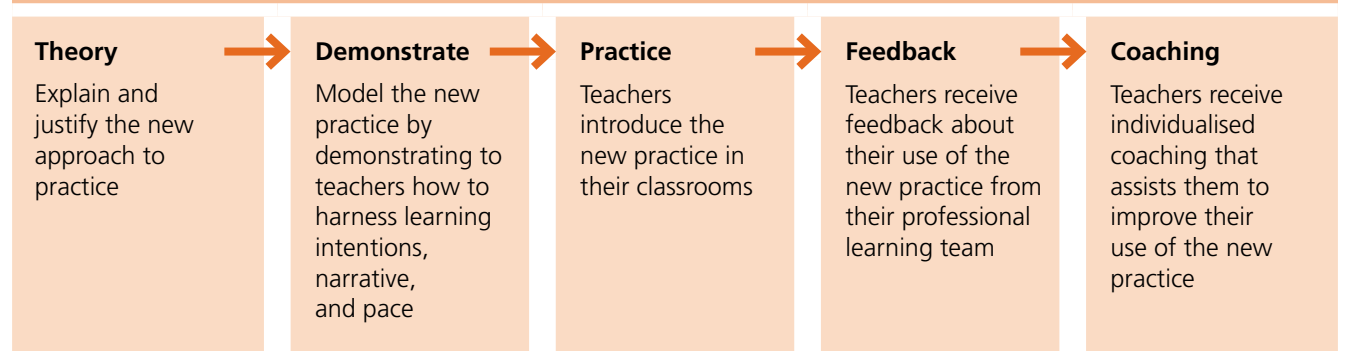 Theory
Explain and
justify the new
approach to
practice
Demonstrate
Model the new
practice by
demonstrating to
teachers how to
harness learning
intentions,
narrative,
and pace
Practice
Teachers
introduce the
new practice in
their classrooms
Feedback
Teachers receive
feedback about
their use of the
new practice from
their professional
learning team
Coaching
Teachers receive
individualised
coaching that
assists them to
improve their
use of the new
practice